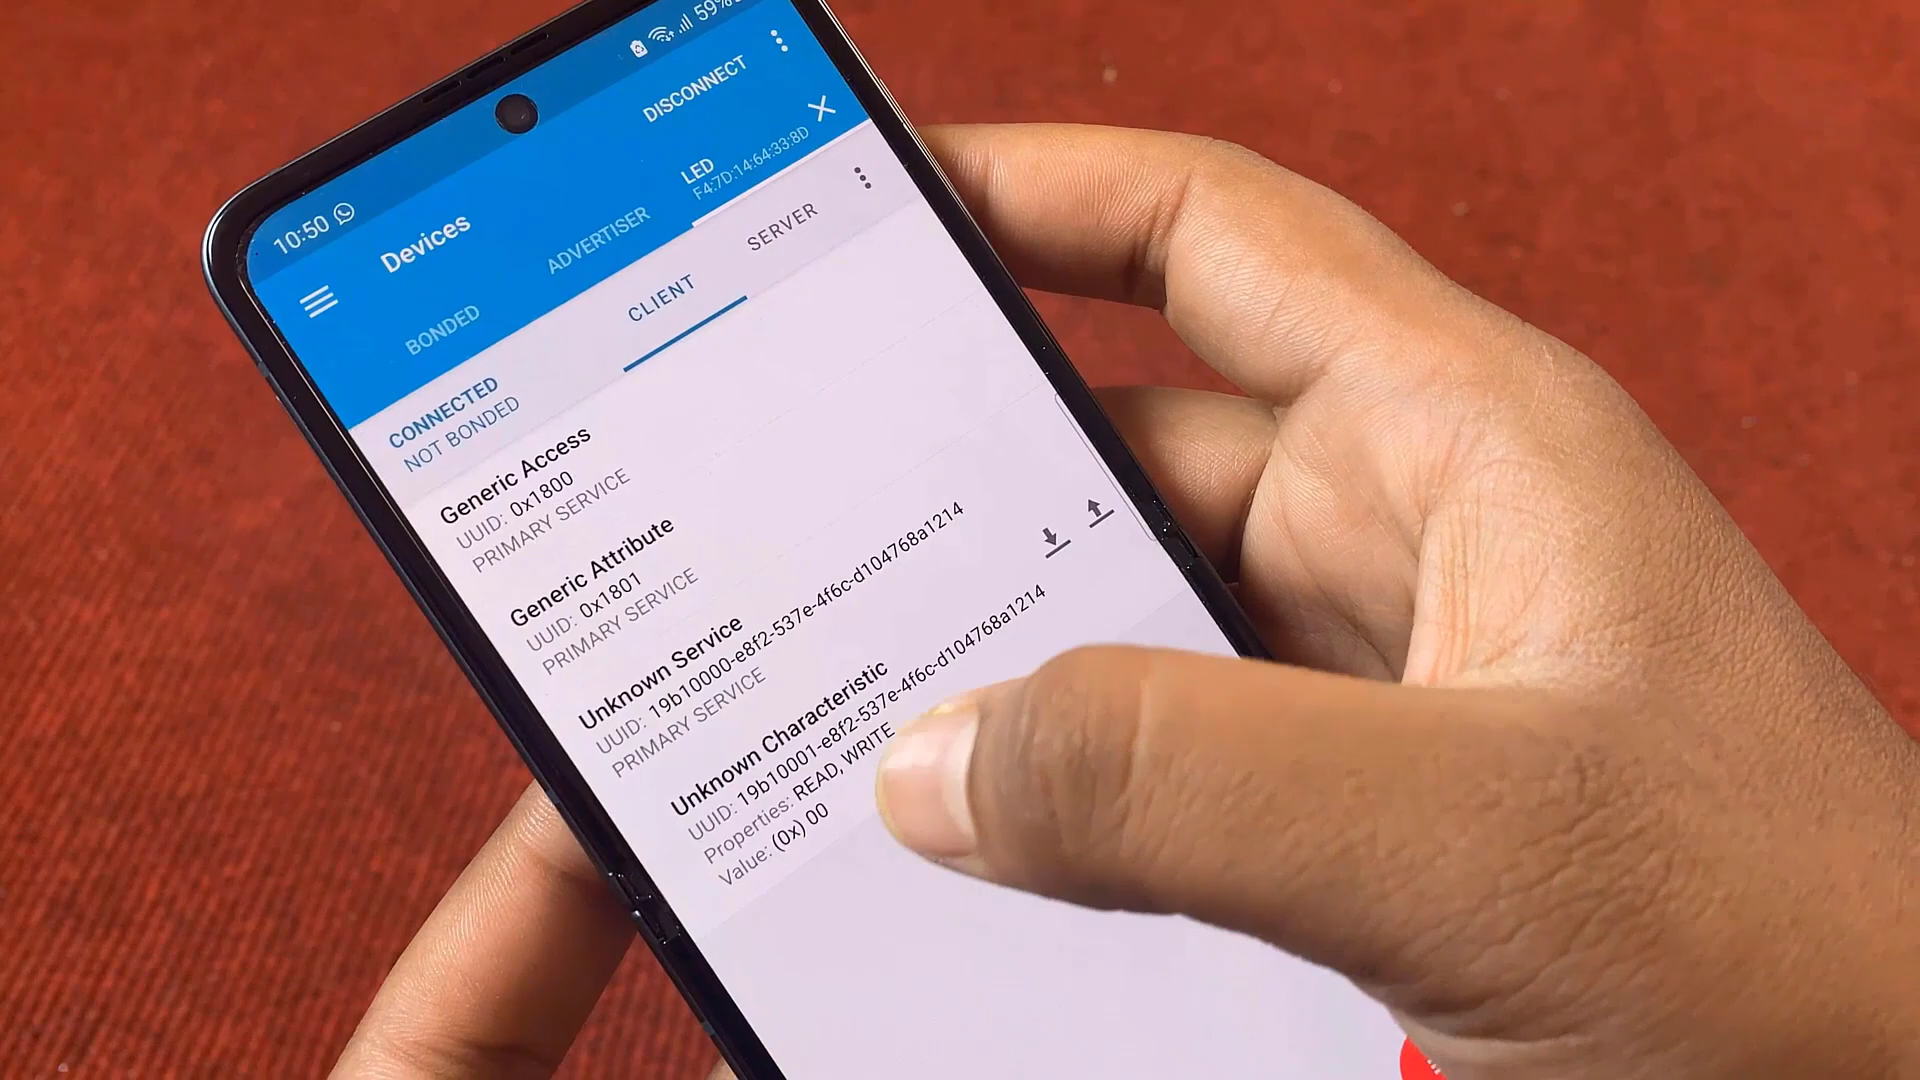 10:50
59%
Devices
DISCONNECT
BONDED
ADVERTISER
LED
F4:7D:14:64:33:8D
CONNECTED
NOT BONDED
CLIENT
SERVER
Generic Access
UUID: 0x1800
PRIMARY SERVICE
Generic Attribute
UUID: 0x1801
PRIMARY SERVICE
Unknown Service
UUID: 19b10000-e8f2-537e-4f6c-d104768a1214
PRIMARY SERVICE
Unknown Characteristic
UUID: 19b10001-e8f2-537e-4f6c-d104768a1214
Properties: READ, WRITE
Value: (0x) 00